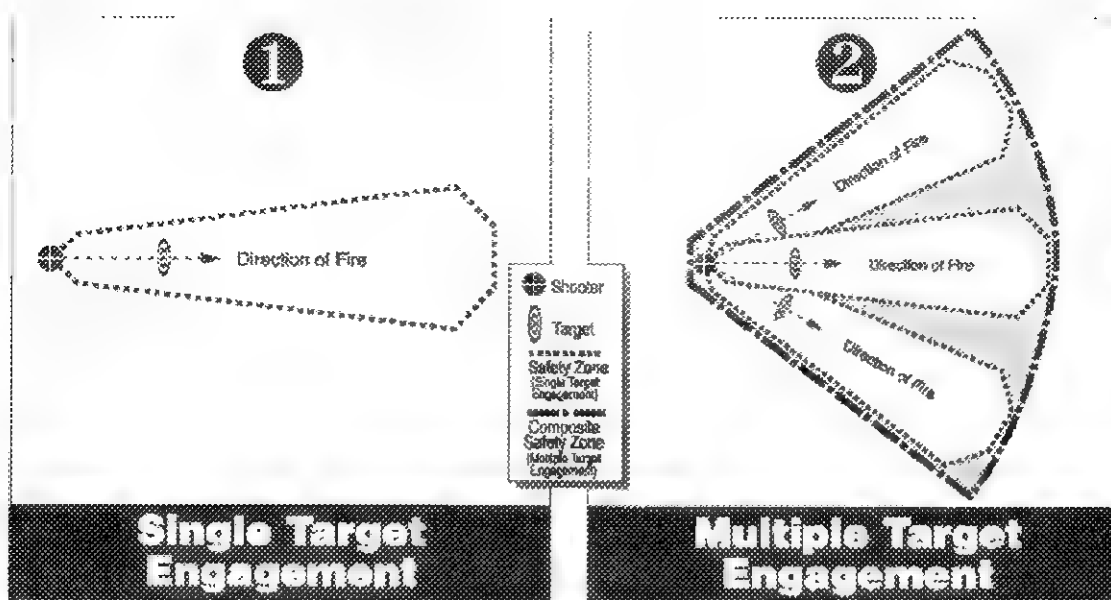 1
Direction of Fire
Single Target
Engagement
Shooter
Target
Safety Zone
(Single Target
Engagement)
Composite
Safety Zone
(Multiple Target
Engagement)
2
Direction of Fire
Direction of Fire
Direction of Fire
Multiple Target
Engagement